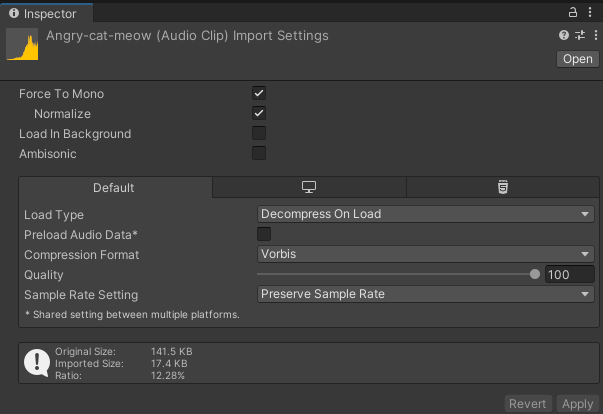 Inspector
Angry-cat-meow (Audio Clip) Import Settings
Open
Force To Mono
Normalize
Load In Background
Ambisonic
Default
Load Type Decompress On Load
Preload Audio Data*
Compression Format Vorbis
Quality 100
Sample Rate Setting Preserve Sample Rate
* Shared setting between multiple platforms.
Original Size: 141.5 KB
Imported Size: 17.4 KB
Ratio: 12.28%
Revert Apply